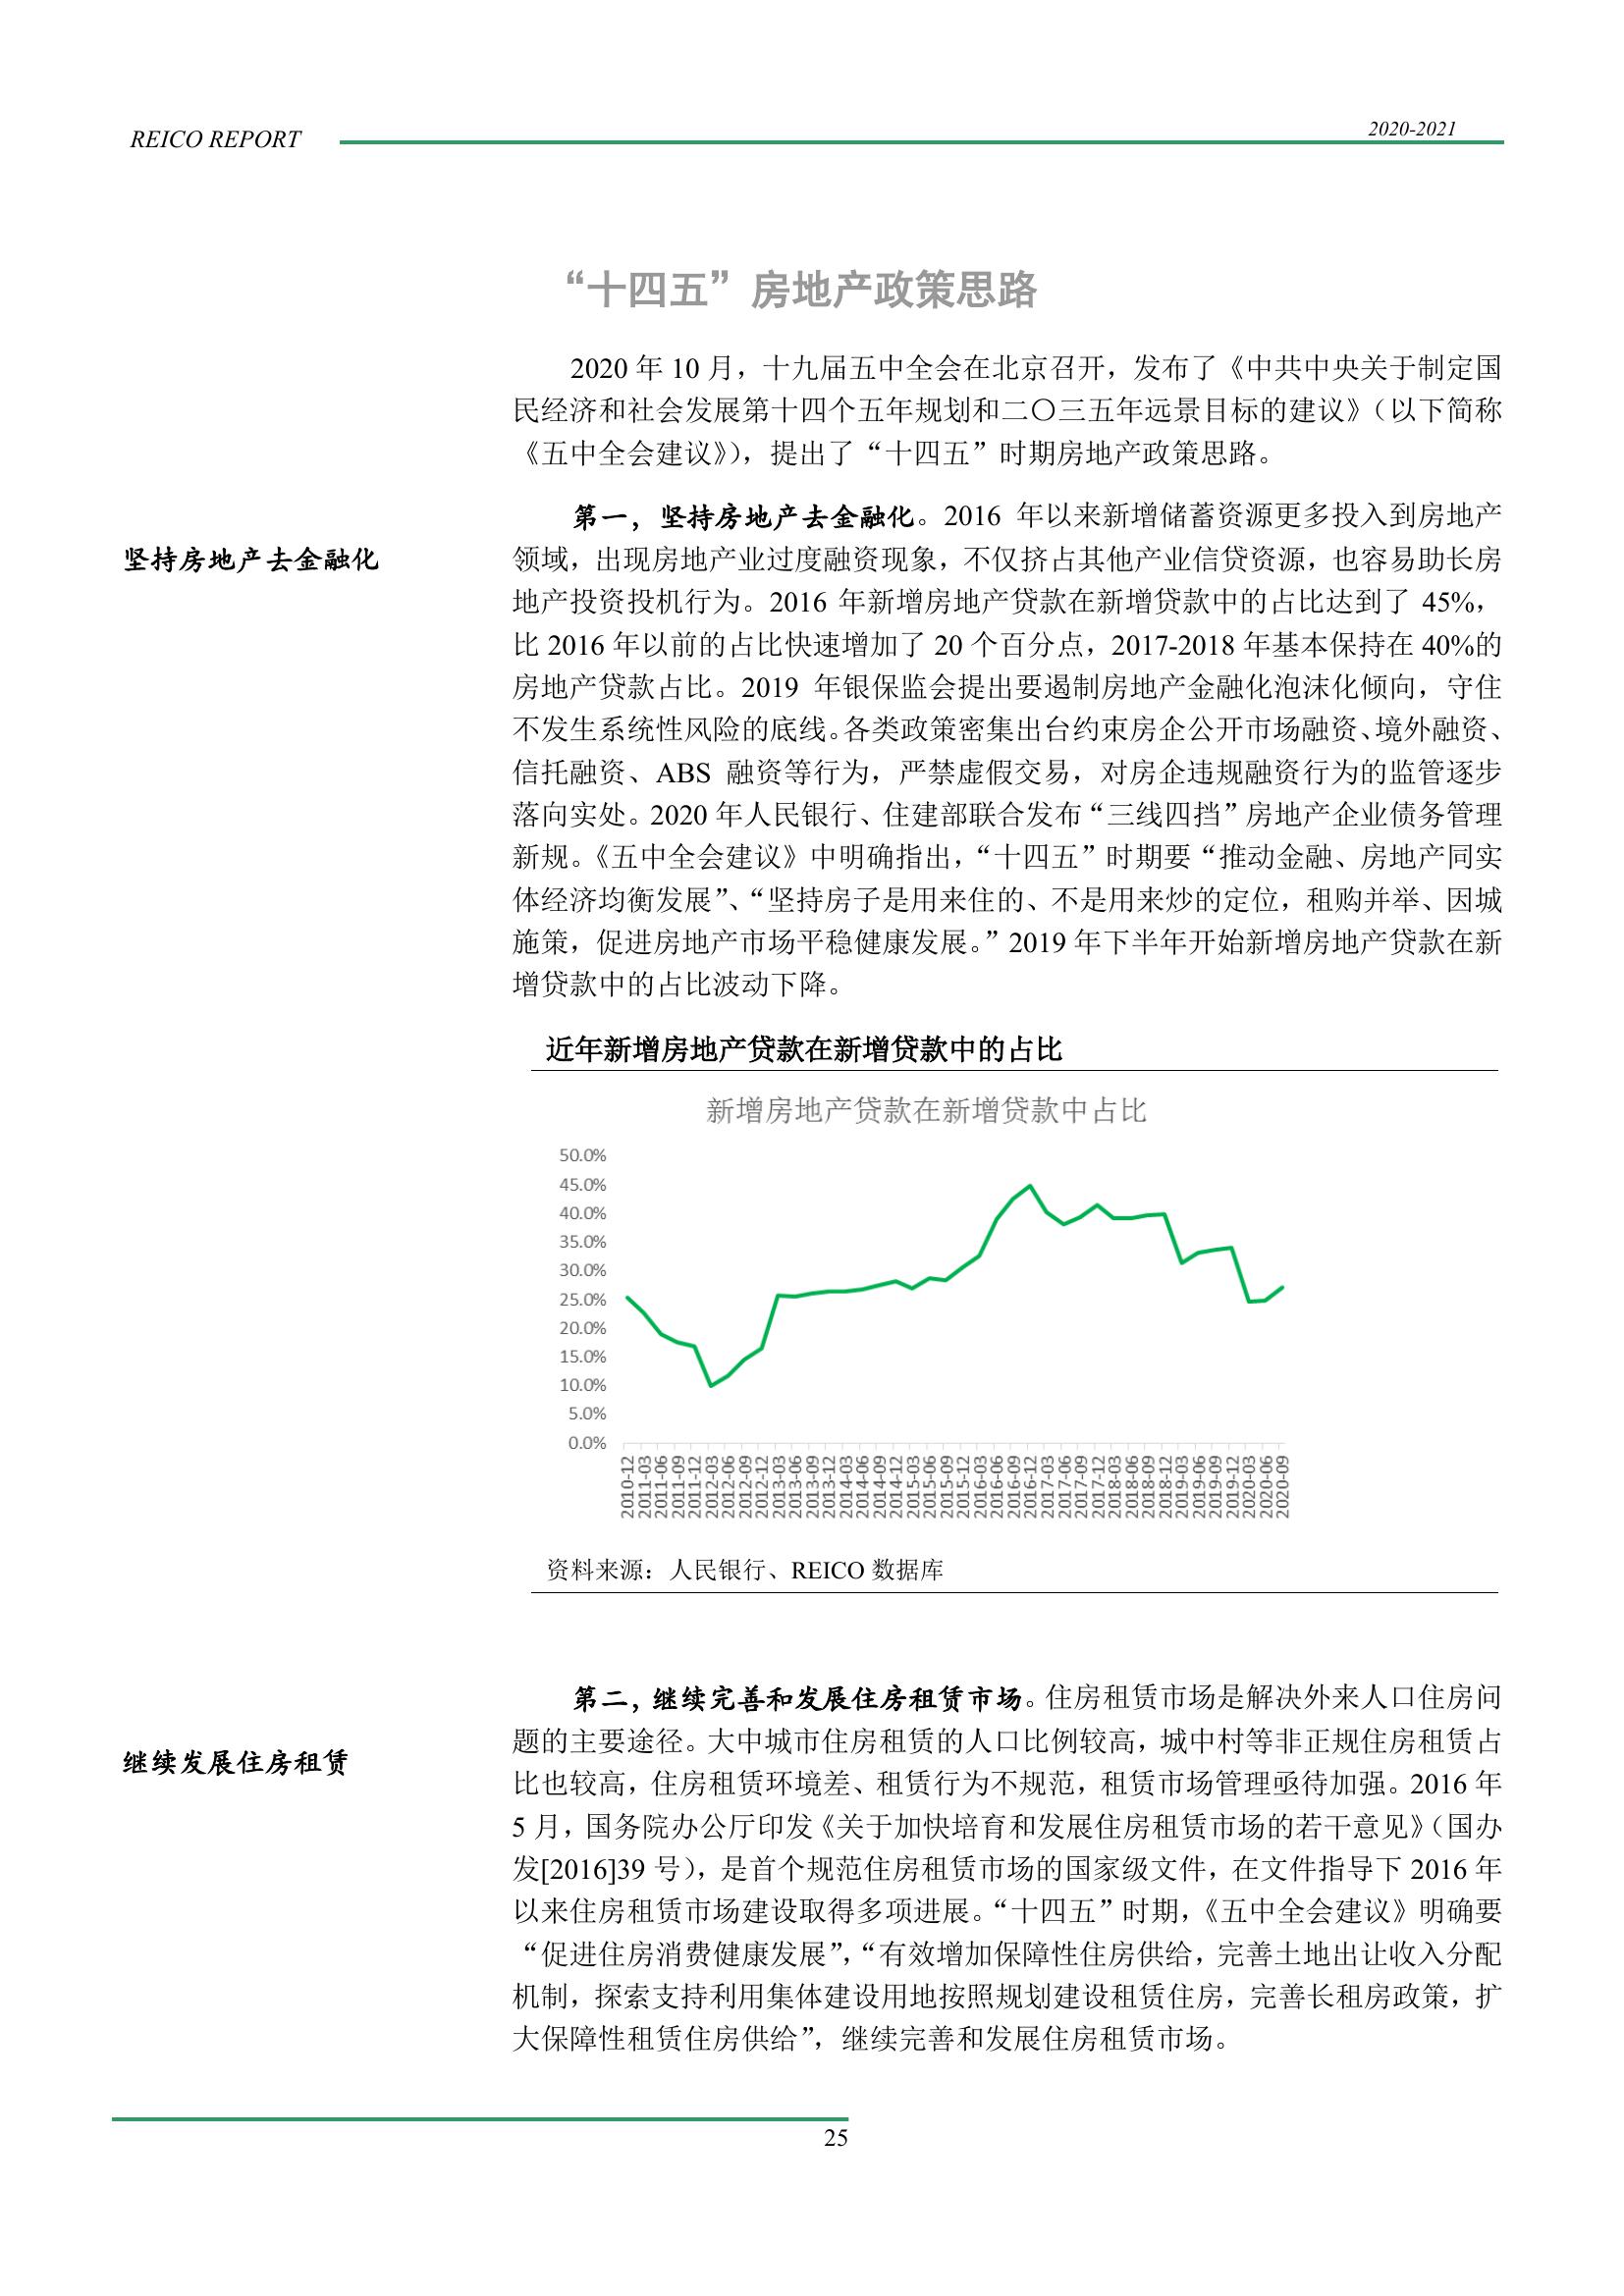 REICO REPORT
2020-2021
“十四五”房地产政策思路
2020 年 10 月，十九届五中全会在北京召开，发布了《中共中央关于制定国
民经济和社会发展第十四个五年规划和二〇三五年远景目标的建议》（以下简称
《五中全会建议》），提出了“十四五”时期房地产政策思路。
坚持房地产去金融化
第一，坚持房地产去金融化。2016 年以来新增储蓄资源更多投入到房地产
领域，出现房地产业过度融资现象，不仅挤占其他产业信贷资源，也容易助长房
地产投资投机行为。2016 年新增房地产贷款在新增贷款中的占比达到了 45%，
比 2016 年以前的占比快速增加了 20 个百分点，2017-2018 年基本保持在 40%的
房地产贷款占比。2019 年银保监会提出要遏制房地产金融化泡沫化倾向，守住
不发生系统性风险的底线。各类政策密集出台约束房企公开市场融资、境外融资、
信托融资、ABS 融资等行为，严禁虚假交易，对房企违规融资行为的监管逐步
落向实处。2020 年人民银行、住建部联合发布“三线四挡”房地产企业债务管理
新规。《五中全会建议》中明确指出，“十四五”时期要“推动金融、房地产同实
体经济均衡发展”、“坚持房子是用来住的、不是用来炒的定位，租购并举、因城
施策，促进房地产市场平稳健康发展。”2019 年下半年开始新增房地产贷款在新
增贷款中的占比波动下降。
近年新增房地产贷款在新增贷款中的占比
新增房地产贷款在新增贷款中占比
50.0%
45.0%
40.0%
35.0%
30.0%
25.0%
20.0%
15.0%
10.0%
5.0%
0.0%
2010-12
2011-03
2011-06
2011-09
2011-12
2012-03
2012-06
2012-09
2012-12
2013-03
2013-06
2013-09
2013-12
2014-03
2014-06
2014-09
2014-12
2015-03
2015-06
2015-09
2015-12
2016-03
2016-06
2016-09
2016-12
2017-03
2017-06
2017-09
2017-12
2018-03
2018-06
2018-09
2018-12
2019-03
2019-06
2019-09
2019-12
2020-03
2020-06
2020-09
资料来源：人民银行、REICO 数据库
继续发展住房租赁
第二，继续完善和发展住房租赁市场。住房租赁市场是解决外来人口住房问
题的主要途径。大中城市住房租赁的人口比例较高，城中村等非正规住房租赁占
比也较高，住房租赁环境差、租赁行为不规范，租赁市场管理亟待加强。2016 年
5 月，国务院办公厅印发《关于加快培育和发展住房租赁市场的若干意见》（国办
发[2016]39 号），是首个规范住房租赁市场的国家级文件，在文件指导下 2016 年
以来住房租赁市场建设取得多项进展。“十四五”时期，《五中全会建议》明确要
“促进住房消费健康发展”，“有效增加保障性住房供给，完善土地出让收入分配
机制，探索支持利用集体建设用地按照规划建设租赁住房，完善长租房政策，扩
大保障性租赁住房供给”，继续完善和发展住房租赁市场。
25